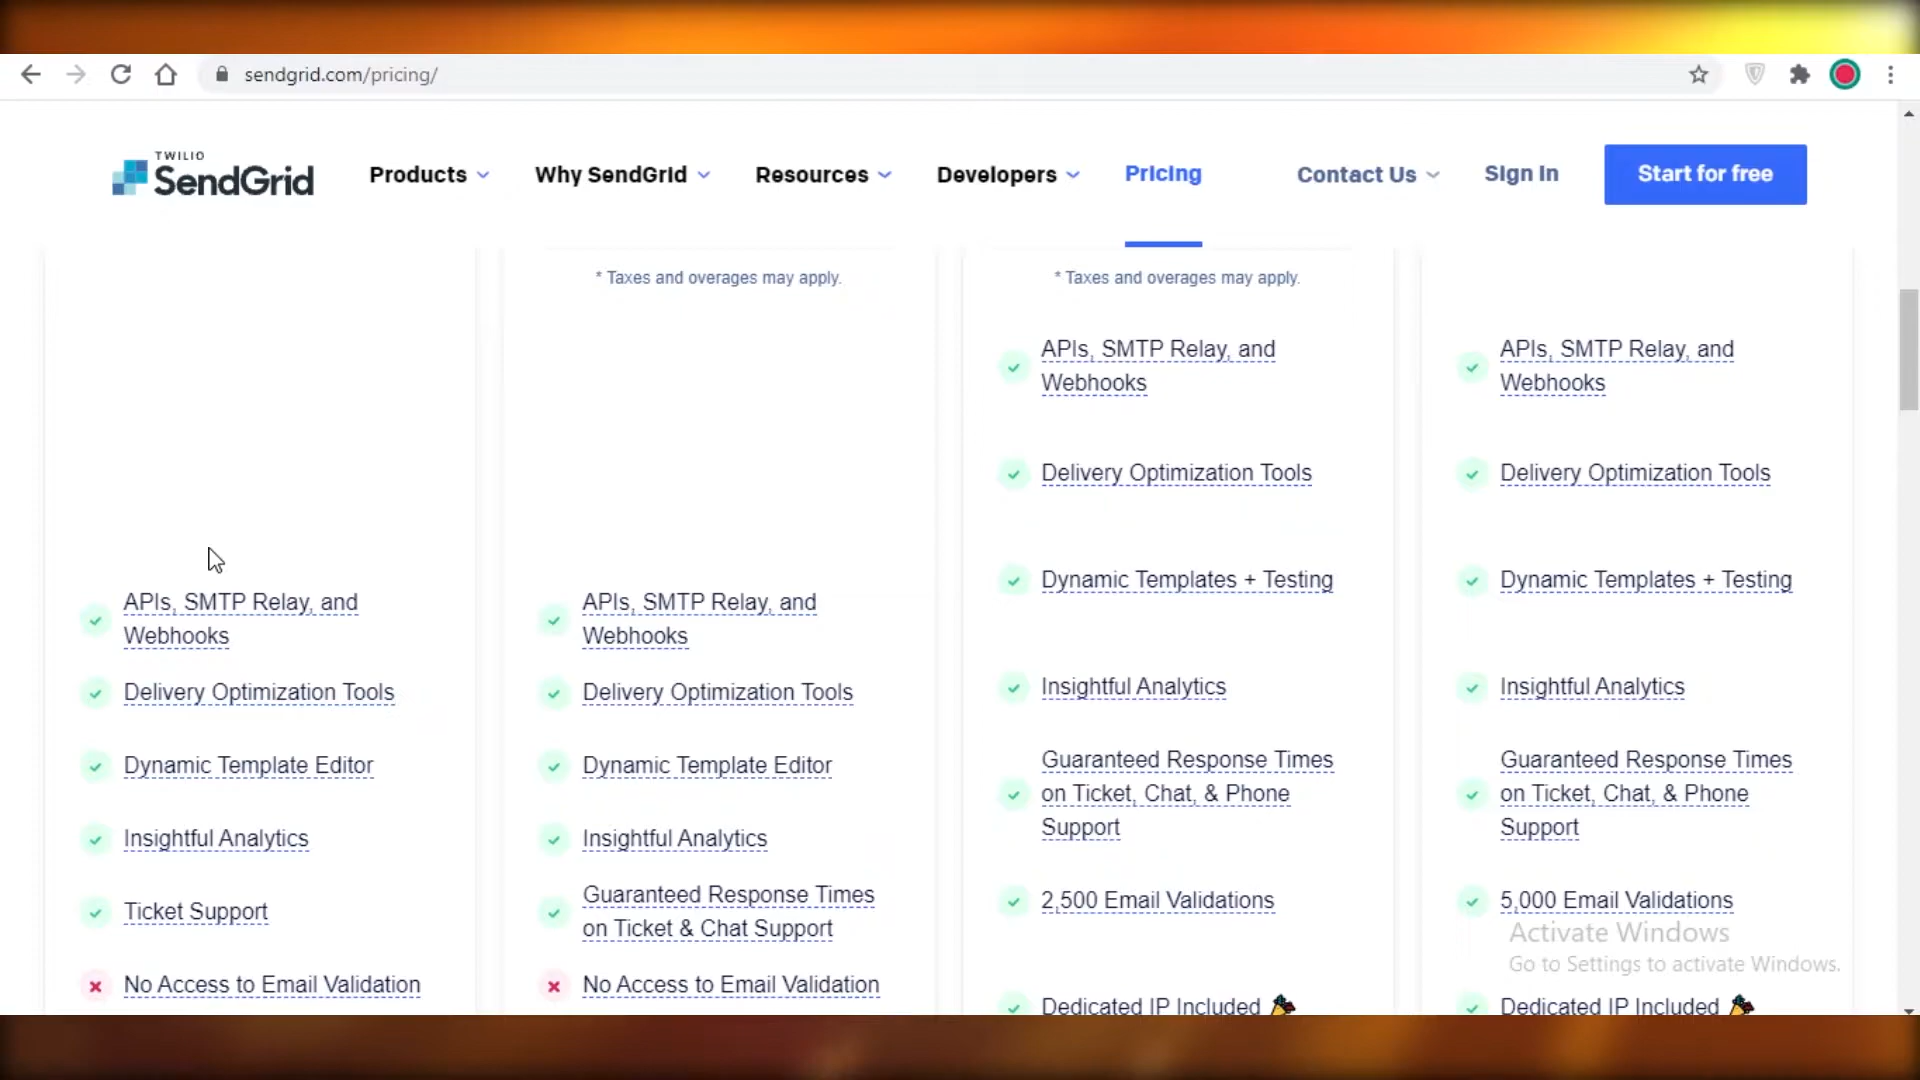 sendgrid.com/pricing/
TWILIO
SendGrid
Products
Why SendGrid
Resources
Developers
Pricing
Contact Us
Sign In
Start for free
APIs, SMTP Relay, and
Webhooks
Delivery Optimization Tools
Dynamic Template Editor
Insightful Analytics
Ticket Support
No Access to Email Validation
* Taxes and overages may apply.
APIs, SMTP Relay, and
Webhooks
Delivery Optimization Tools
Dynamic Template Editor
Insightful Analytics
Guaranteed Response Times
on Ticket & Chat Support
No Access to Email Validation
* Taxes and overages may apply.
APIs, SMTP Relay, and
Webhooks
Delivery Optimization Tools
Dynamic Templates + Testing
Insightful Analytics
Guaranteed Response Times
on Ticket, Chat, & Phone
Support
2,500 Email Validations
Dedicated IP Included
APIs, SMTP Relay, and
Webhooks
Delivery Optimization Tools
Dynamic Templates + Testing
Insightful Analytics
Guaranteed Response Times
on Ticket, Chat, & Phone
Support
5,000 Email Validations
Dedicated IP Included
Activate Windows
Go to Settings to activate Windows.